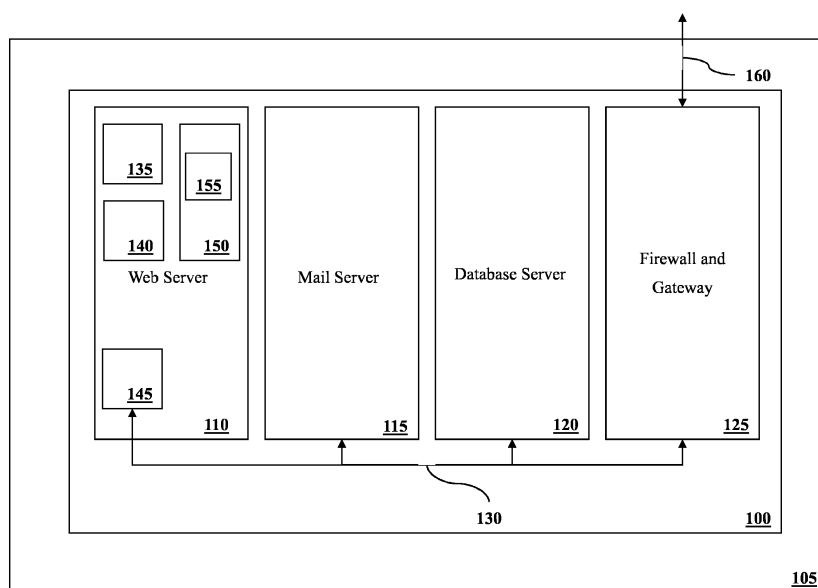 160
135
155
140
150
Web Server
Mail Server
Database Server
Firewall and
Gateway
145
110
115
120
125
130
100
105